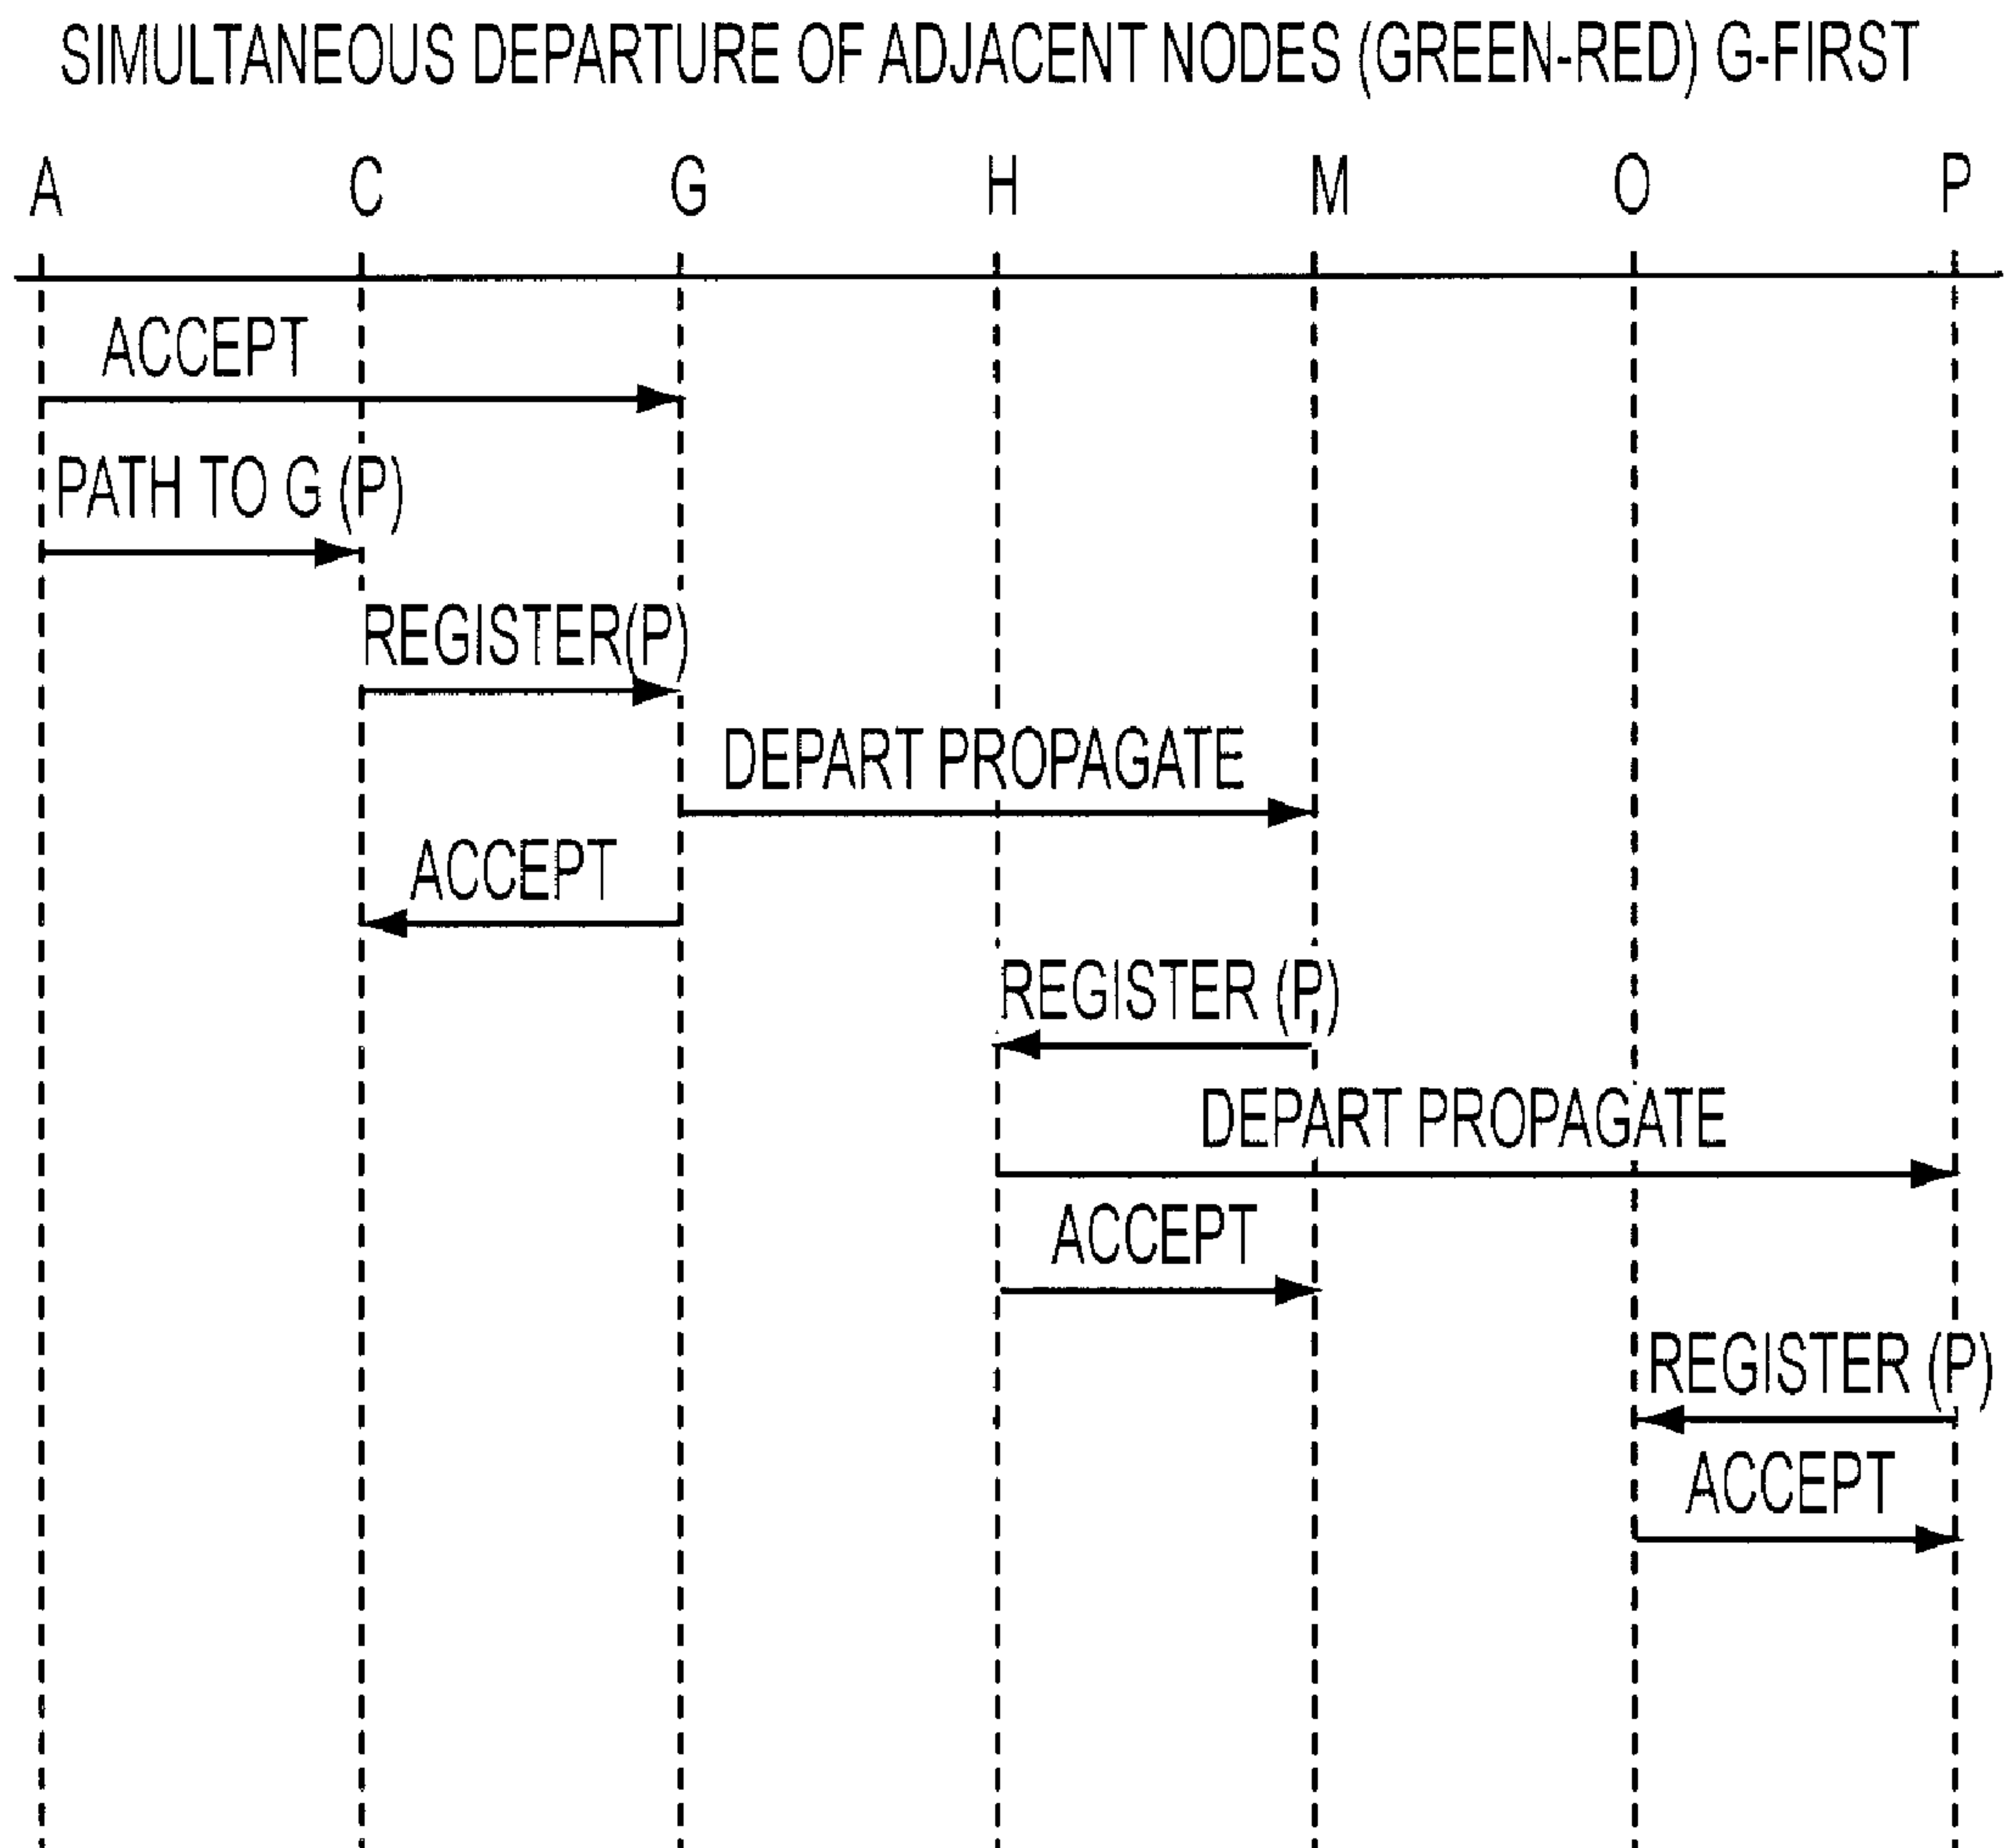 SIMULTANEOUS DEPARTURE OF ADJACENT NODES (GREEN-RED) G-FIRST
A C G H M O P
ACCEPT
PATH TO G (P)
REGISTER(P)
DEPART PROPAGATE
ACCEPT
REGISTER (P)
DEPART PROPAGATE
ACCEPT
REGISTER (P)
ACCEPT